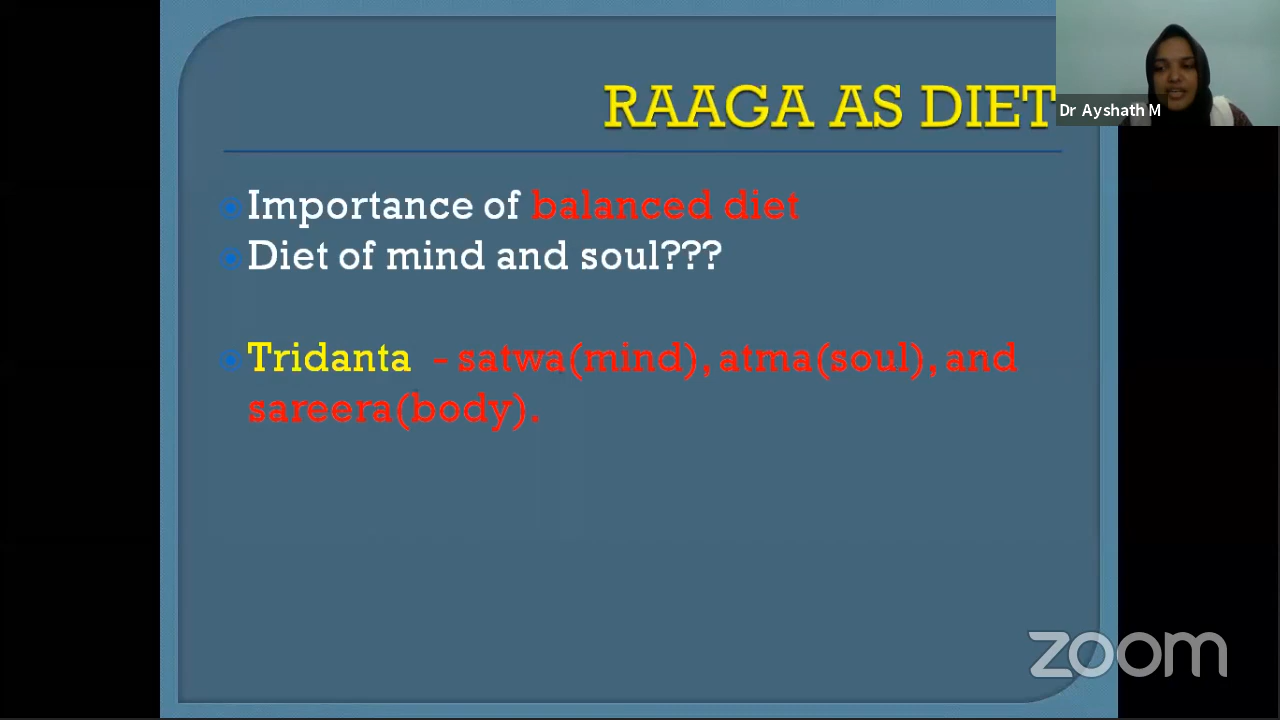 RAAGA AS DIET
Dr Ayshath M
Importance of balanced diet
Diet of mind and soul???
Tridanta - satwa(mind), atma(soul), and
sareera(body).
zoom